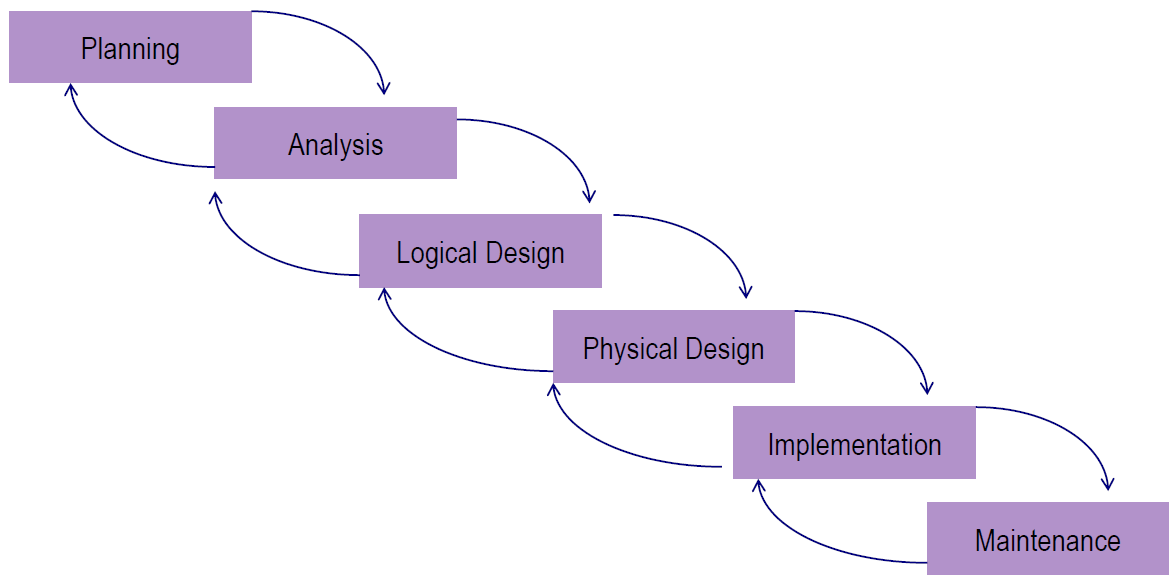 Planning
Analysis
Logical Design
Physical Design
Implementation
Maintenance